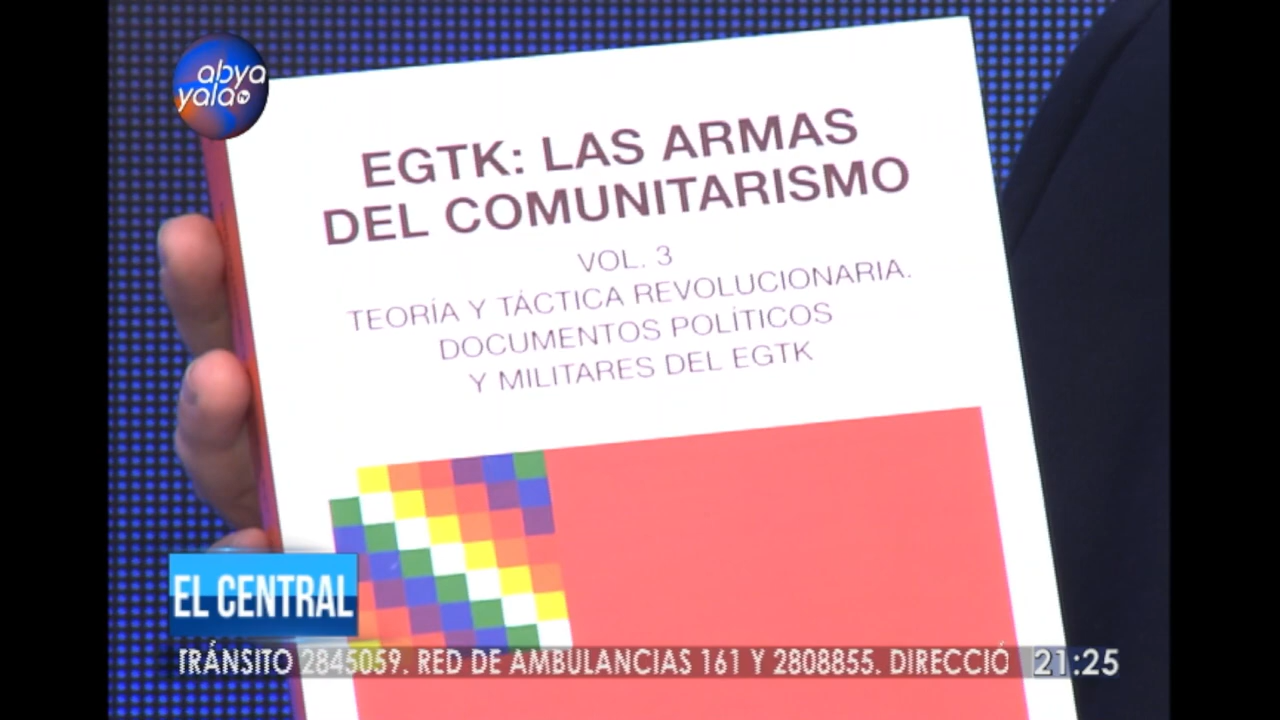 abya
yala tv
EGTK: LAS ARMAS
DEL COMUNITARISMO
VOL. 3
TEORÍA Y TÁCTICA REVOLUCIONARIA.
DOCUMENTOS POLÍTICOS
Y MILITARES DEL EGTK
EL CENTRAL
TRÁNSITO 2845059. RED DE AMBULANCIAS 161 Y 2808855. DIRECCIÓ 21:25